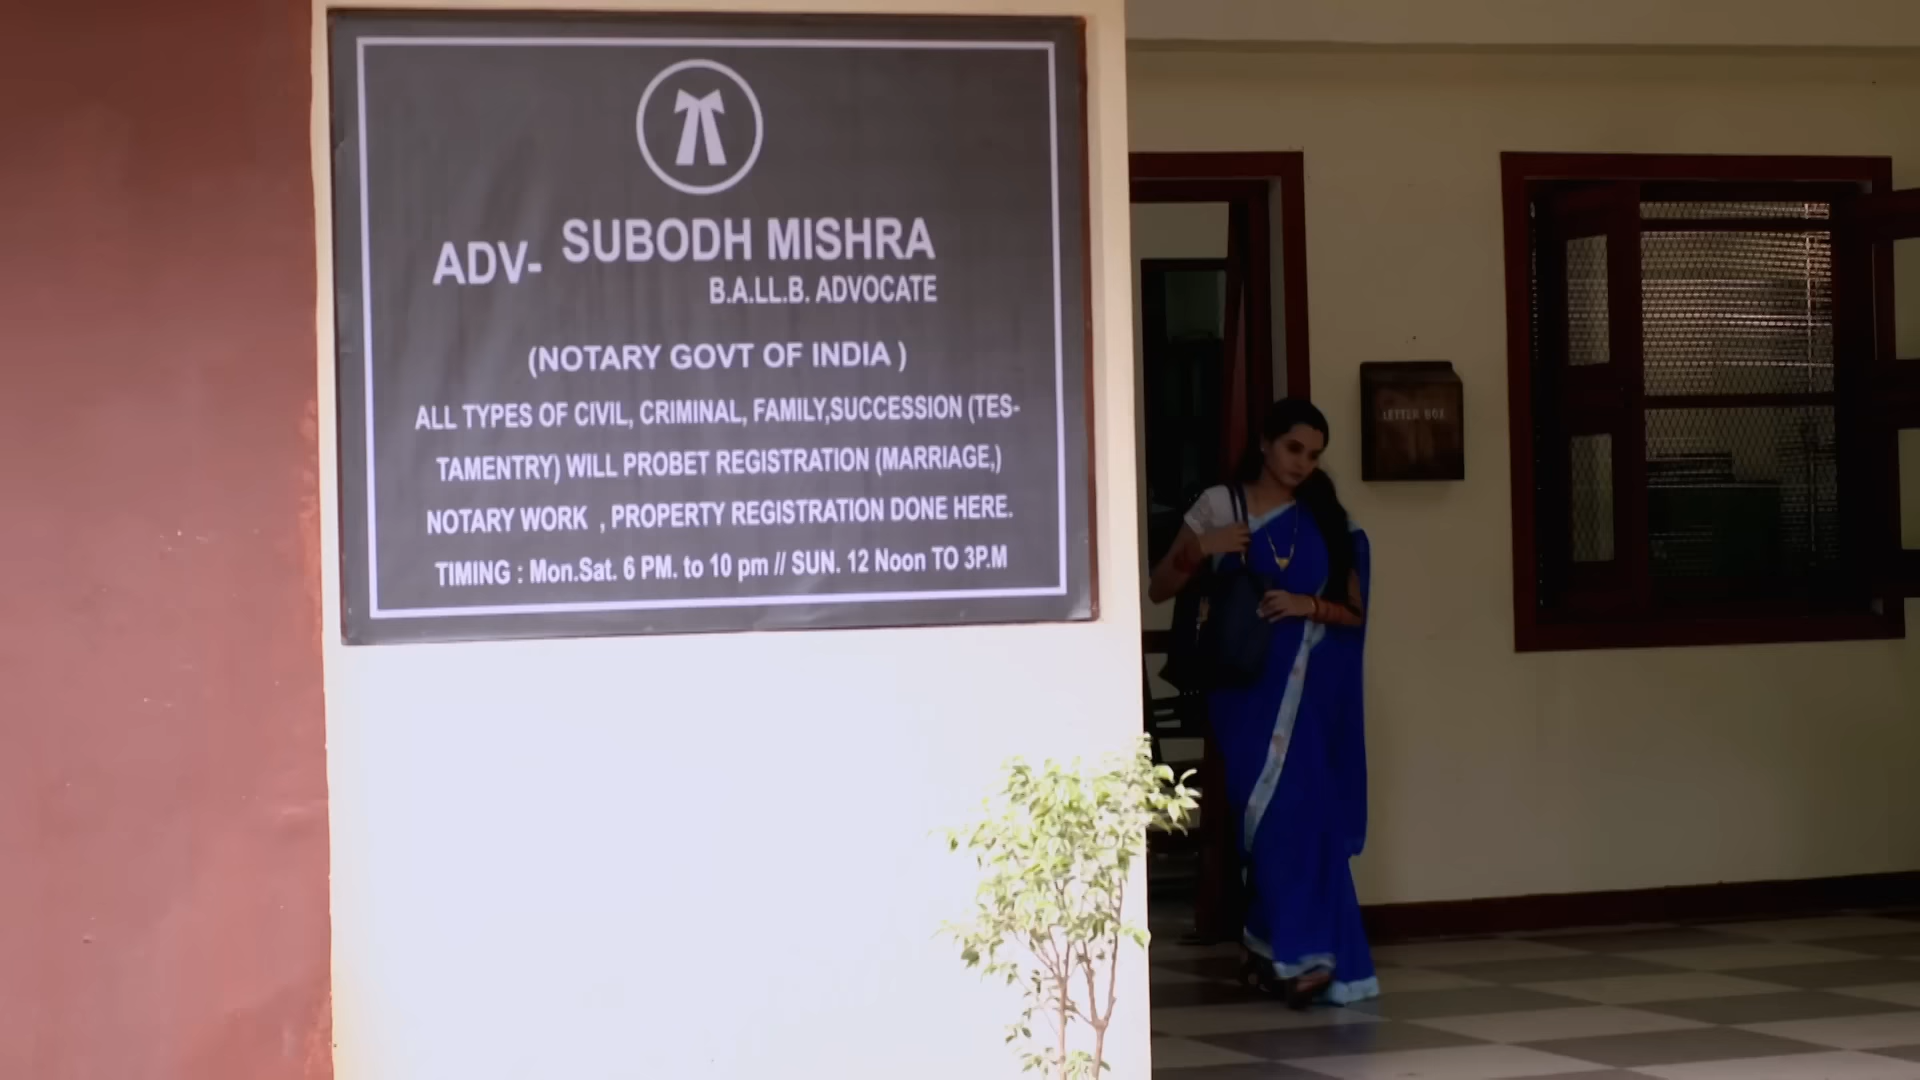 ADV- SUBODH MISHRA
B.A.LL.B. ADVOCATE
(NOTARY GOVT OF INDIA )
ALL TYPES OF CIVIL, CRIMINAL, FAMILY,SUCCESSION (TES-
TAMENTRY) WILL PROBET REGISTRATION (MARRIAGE,)
NOTARY WORK , PROPERTY REGISTRATION DONE HERE.
TIMING : Mon.Sat. 6 PM. to 10 pm // SUN. 12 Noon TO 3P.M
LETTER BOX